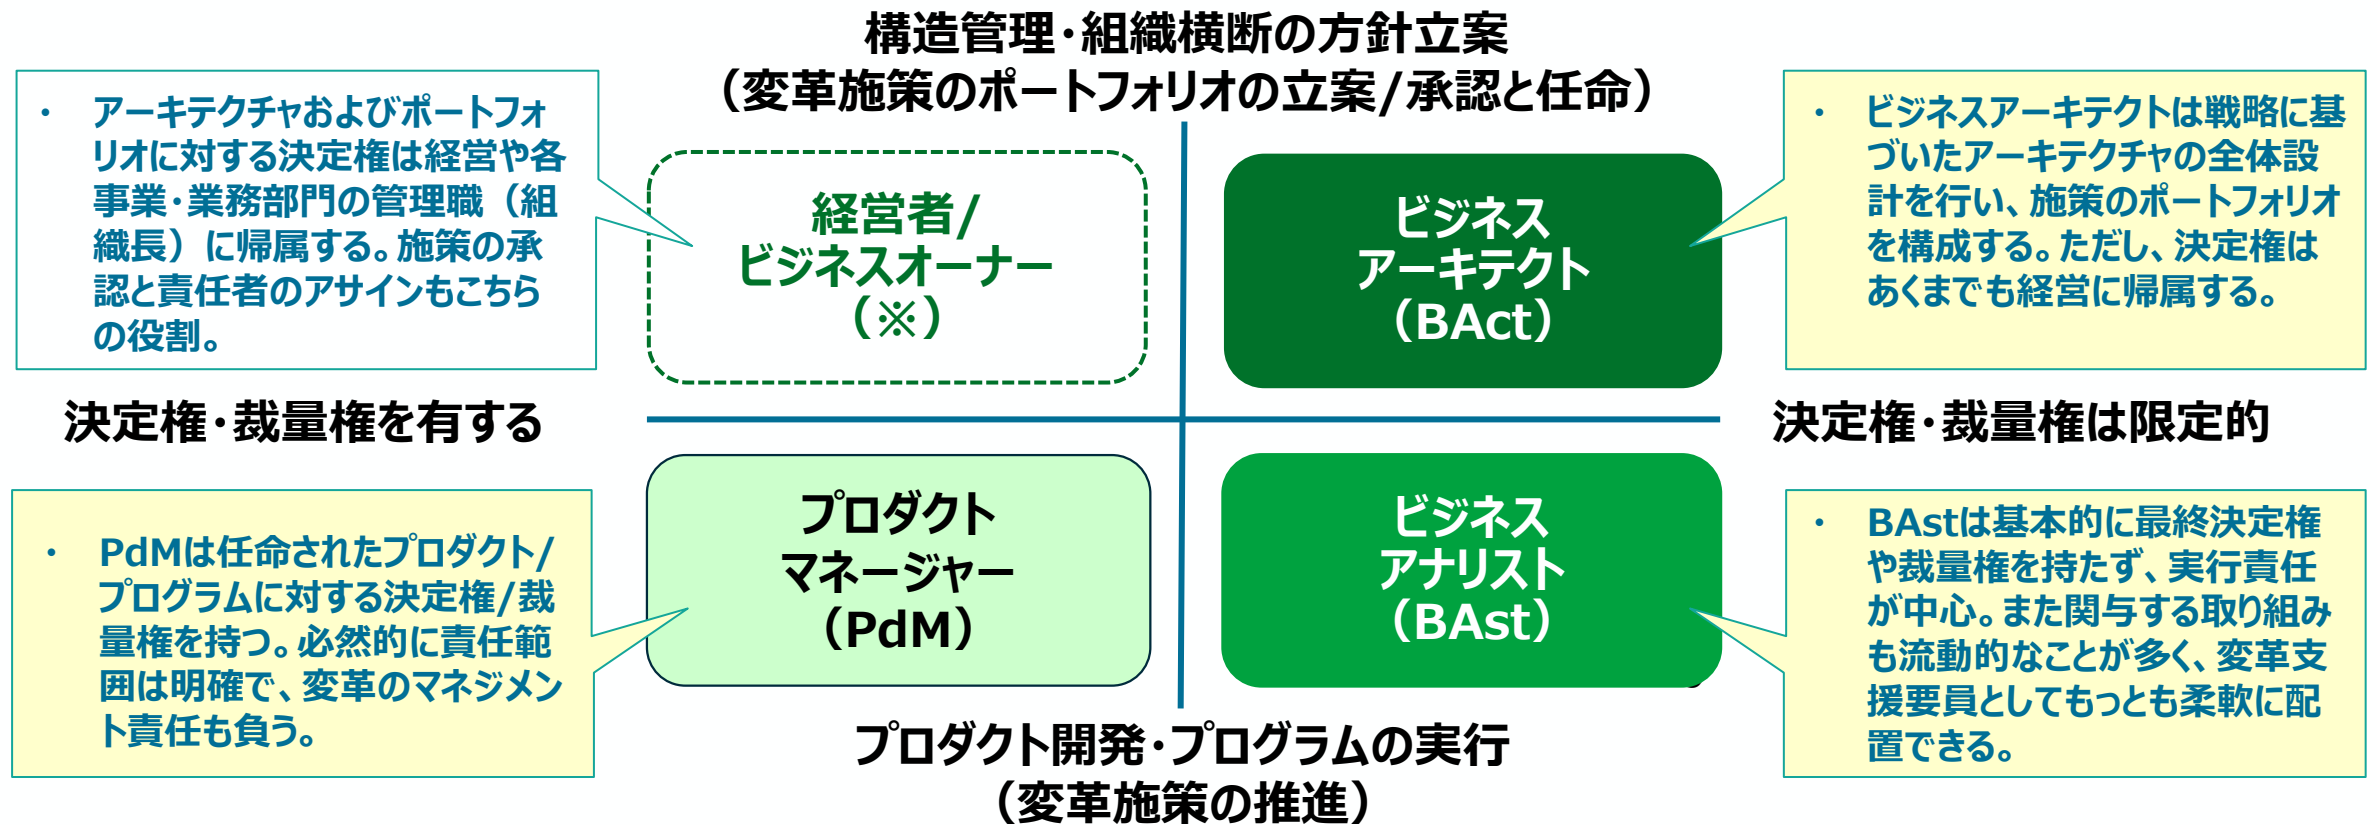 構造管理・組織横断の方針立案
（変革施策のポートフォリオの立案/承認と任命）
・ アーキテクチャおよびポートフォ
リオに対する決定権は経営や各
事業・業務部門の管理職（組
織長）に帰属する。施策の承
認と責任者のアサインもこちら
の役割。
経営者/
ビジネスオーナー
（※）
ビジネス
アーキテクト
（BAct）
・ ビジネスアーキテクトは戦略に基
づいたアーキテクチャの全体設
計を行い、施策のポートフォリオ
を構成する。ただし、決定権は
あくまでも経営に帰属する。
決定権・裁量権を有する
決定権・裁量権は限定的
・ PdMは任命されたプロダクト/
プログラムに対する決定権/裁
量権を持つ。必然的に責任範
囲は明確で、変革のマネジメン
ト責任も負う。
プロダクト
マネージャー
（PdM）
ビジネス
アナリスト
（BAst）
・ BAstは基本的に最終決定権
や裁量権を持たず、実行責任
が中心。また関与する取り組み
も流動的なことが多く、変革支
援要員としてもっとも柔軟に配
置できる。
プロダクト開発・プログラムの実行
（変革施策の推進）